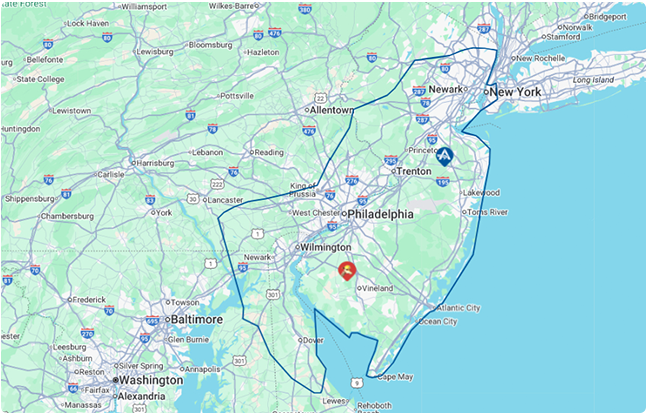 Williamsport
Wilkes-Barre
Bridgeport
Lock Haven
Norwalk
Stamford
Bellefonte
Lewisburg
Bloomsburg
Hazleton
New Rochelle
State College
Newark
New York
Long Island
Pottsville
Allentown
Lewistown
Huntingdon
Princeton
Harrisburg
Lebanon
Reading
Carlisle
Trenton
King of
Prussia
Shippensburg
Lancaster
Lakewood
Chambersburg
York
West Chester
Philadelphia
Toms River
Wilmington
Newark
Vineland
Frederick
Towson
Atlantic City
Baltimore
Ocean City
Glen Burnie
Dover
Leesburg
Ashburn
Reston
Silver Spring
Annapolis
Washington
Cape May
Fairfax
Alexandria
Manassas
Lewes
Rehoboth